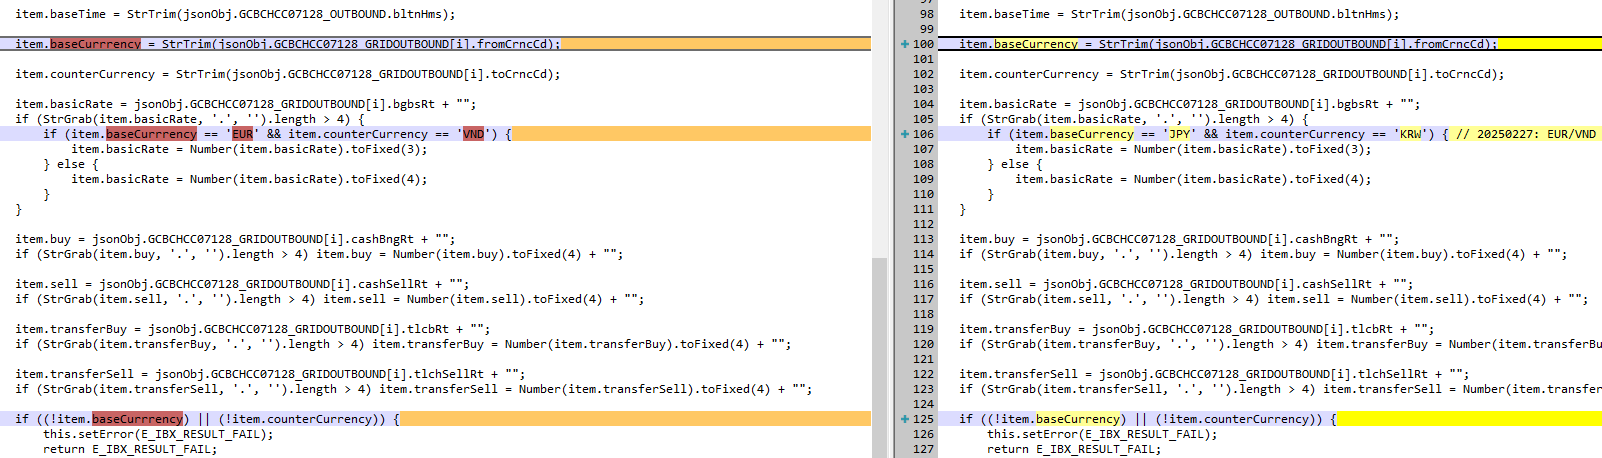 item.baseTime = StrTrim(jsonObj.GCBCHCC07128_OUTBOUND.bltnHms);
item.baseCurrrency = StrTrim(jsonObj.GCBCHCC07128_GRIDOUTBOUND[i].fromCrncCd);
item.counterCurrency = StrTrim(jsonObj.GCBCHCC07128_GRIDOUTBOUND[i].toCrncCd);
item.basicRate = jsonObj.GCBCHCC07128_GRIDOUTBOUND[i].bgbsRt + "";
if (StrGrab(item.basicRate, '.', '').length > 4) {
if (item.baseCurrrency == 'EUR' && item.counterCurrency == 'VND') {
item.basicRate = Number(item.basicRate).toFixed(3);
} else {
item.basicRate = Number(item.basicRate).toFixed(4);
}
}
item.buy = jsonObj.GCBCHCC07128_GRIDOUTBOUND[i].cashBngRt + "";
if (StrGrab(item.buy, '.', '').length > 4) item.buy = Number(item.buy).toFixed(4) + "";
item.sell = jsonObj.GCBCHCC07128_GRIDOUTBOUND[i].cashSellRt + "";
if (StrGrab(item.sell, '.', '').length > 4) item.sell = Number(item.sell).toFixed(4) + "";
item.transferBuy = jsonObj.GCBCHCC07128_GRIDOUTBOUND[i].tlcbRt + "";
if (StrGrab(item.transferBuy, '.', '').length > 4) item.transferBuy = Number(item.transferBuy).toFixed(4) + "";
item.transferSell = jsonObj.GCBCHCC07128_GRIDOUTBOUND[i].tlchSellRt + "";
if (StrGrab(item.transferSell, '.', '').length > 4) item.transferSell = Number(item.transferSell).toFixed(4) + "";
if ((!item.baseCurrrency) || (!item.counterCurrency)) {
this.setError(E_IBX_RESULT_FAIL);
return E_IBX_RESULT_FAIL;
98 item.baseTime = StrTrim(jsonObj.GCBCHCC07128_OUTBOUND.bltnHms);
99
100 item.baseCurrency = StrTrim(jsonObj.GCBCHCC07128_GRIDOUTBOUND[i].fromCrncCd);
101
102 item.counterCurrency = StrTrim(jsonObj.GCBCHCC07128_GRIDOUTBOUND[i].toCrncCd);
103
104 item.basicRate = jsonObj.GCBCHCC07128_GRIDOUTBOUND[i].bgbsRt + "";
105 if (StrGrab(item.basicRate, '.', '').length > 4) {
106 if (item.baseCurrency == 'JPY' && item.counterCurrency == 'KRW') { // 20250227: EUR/VND
107 item.basicRate = Number(item.basicRate).toFixed(3);
108 } else {
109 item.basicRate = Number(item.basicRate).toFixed(4);
110 }
111 }
112
113 item.buy = jsonObj.GCBCHCC07128_GRIDOUTBOUND[i].cashBngRt + "";
114 if (StrGrab(item.buy, '.', '').length > 4) item.buy = Number(item.buy).toFixed(4) + "";
115
116 item.sell = jsonObj.GCBCHCC07128_GRIDOUTBOUND[i].cashSellRt + "";
117 if (StrGrab(item.sell, '.', '').length > 4) item.sell = Number(item.sell).toFixed(4) + "";
118
119 item.transferBuy = jsonObj.GCBCHCC07128_GRIDOUTBOUND[i].tlcbRt + "";
120 if (StrGrab(item.transferBuy, '.', '').length > 4) item.transferBuy = Number(item.transferBu
121
122 item.transferSell = jsonObj.GCBCHCC07128_GRIDOUTBOUND[i].tlchSellRt + "";
123 if (StrGrab(item.transferSell, '.', '').length > 4) item.transferSell = Number(item.transfer
124
125 if ((!item.baseCurrency) || (!item.counterCurrency)) {
126 this.setError(E_IBX_RESULT_FAIL);
127 return E_IBX_RESULT_FAIL;